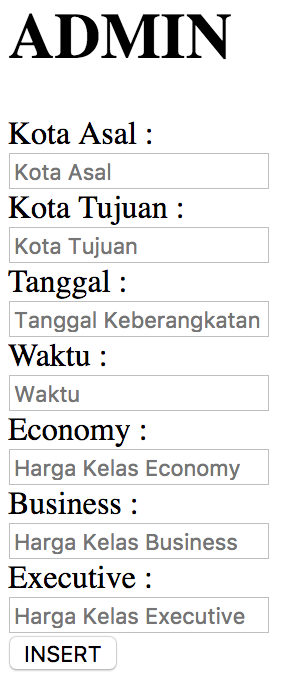 ADMIN
Kota Asal :
Kota Asal
Kota Tujuan :
Kota Tujuan
Tanggal :
Tanggal Keberangkatan
Waktu :
Waktu
Economy :
Harga Kelas Economy
Business :
Harga Kelas Business
Executive :
Harga Kelas Executive
INSERT